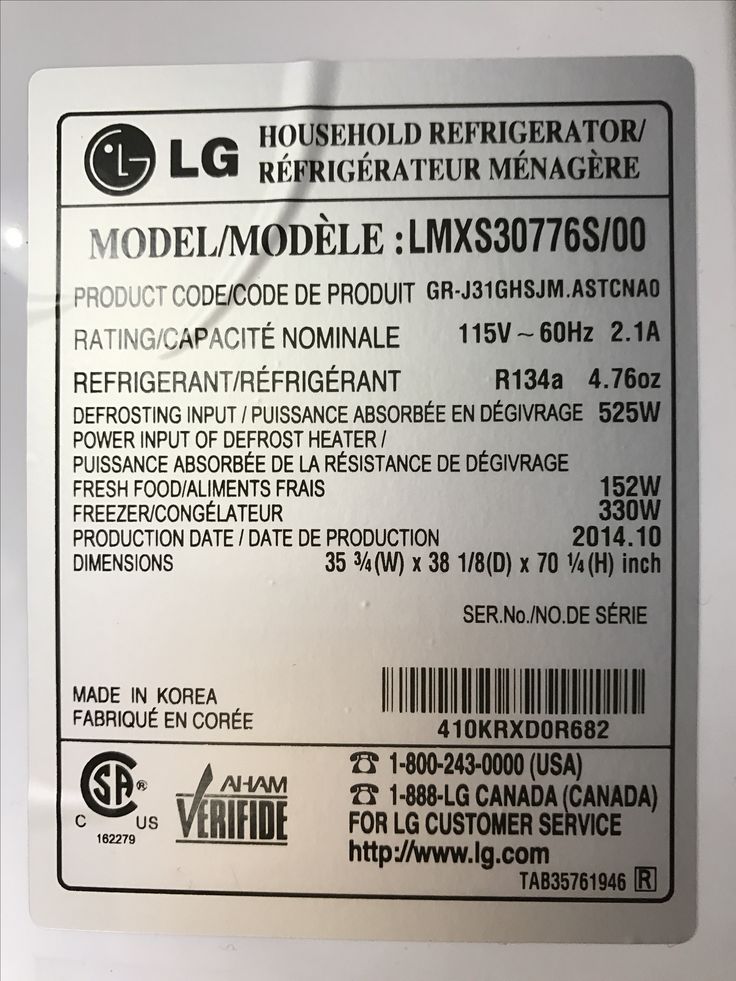 LG HOUSEHOLD REFRIGERATOR/
RÉFRIGÉRATEUR MÉNAGÈRE
MODEL/MODÈLE : LMXS30776S/00
PRODUCT CODE/CODE DE PRODUIT GR-J31GHSJM.ASTCNA0
RATING/CAPACITÉ NOMINALE 115V ~ 60Hz 2.1A
REFRIGERANT/RÉFRIGÉRANT R134a 4.76oz
DEFROSTING INPUT / PUISSANCE ABSORBÉE EN DÉGIVRAGE 525W
POWER INPUT OF DEFROST HEATER /
PUISSANCE ABSORBÉE DE LA RÉSISTANCE DE DÉGIVRAGE
FRESH FOOD/ALIMENTS FRAIS 152W
FREEZER/CONGÉLATEUR 330W
PRODUCTION DATE / DATE DE PRODUCTION 2014.10
DIMENSIONS 35 3/4(W) x 38 1/8(D) x 70 1/4(H) inch
SER.No./NO.DE SÉRIE
MADE IN KOREA
FABRIQUÉ EN CORÉE
410KRXD0R682
CSA ®
C US
162279
AHAM
VERIFIDE
☎ 1-800-243-0000 (USA)
☎ 1-888-LG CANADA (CANADA)
FOR LG CUSTOMER SERVICE
http://www.lg.com
TAB35761946 R